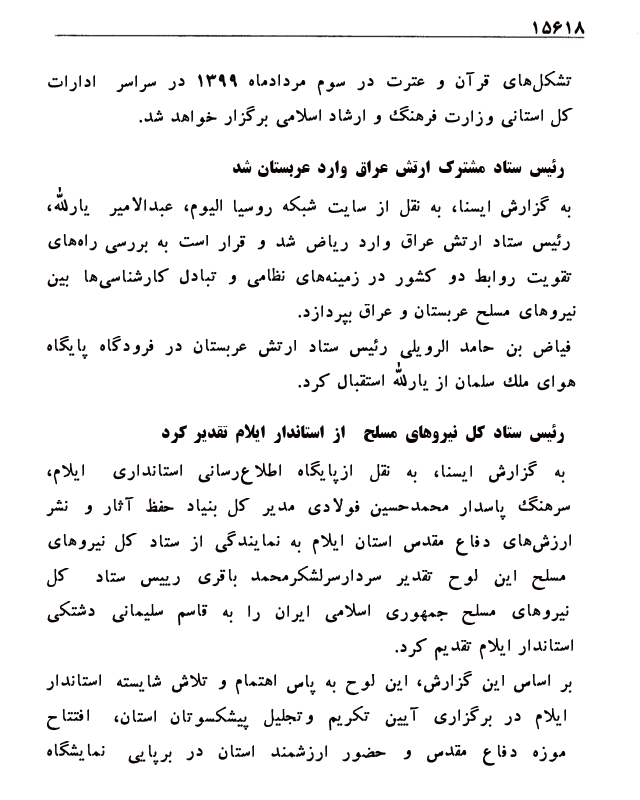 ۱۵۶۱۸
تشکل‌های قرآن و عترت در سوم مردادماه ۱۳۹۹ در سراسر ادارات
کل استانی وزارت فرهنگ و ارشاد اسلامی برگزار خواهد شد.
رئیس ستاد مشترک ارتش عراق وارد عربستان شد
به گزارش ایسنا، به نقل از سایت شبکه روسیا الیوم، عبدالامیر یارلله،
رئیس ستاد ارتش عراق وارد ریاض شد و قرار است به بررسی راه‌های
تقویت روابط دو کشور در زمینه‌های نظامی و تبادل کارشناسی‌ها بین
نیروهای مسلح عربستان و عراق بپردازد.
فیاض بن حامد الرویلی رئیس ستاد ارتش عربستان در فرودگاه پایگاه
هوای ملك سلمان از یارلله استقبال کرد.
رئیس ستاد کل نیروهای مسلح از استاندار ایلام تقدیر کرد
به گزارش ایسنا، به نقل ازپایگاه اطلاع‌رسانی استانداری ایلام،
سرهنگ پاسدار محمدحسین فولادی مدیر کل بنیاد حفظ آثار و نشر
ارزش‌های دفاع مقدس استان ایلام به نمایندگی از ستاد کل نیروهای
مسلح این لوح تقدیر سردارسرلشکرمحمد باقری رییس ستاد کل
نیروهای مسلح جمهوری اسلامی ایران را به قاسم سلیمانی دشتکی
استاندار ایلام تقدیم کرد.
بر اساس این گزارش، این لوح به پاس اهتمام و تلاش شایسته استاندار
ایلام در برگزاری آیین تکریم وتجلیل پیشکسوتان استان، افتتاح
موزه دفاع مقدس و حضور ارزشمند استان در برپایی نمایشگاه